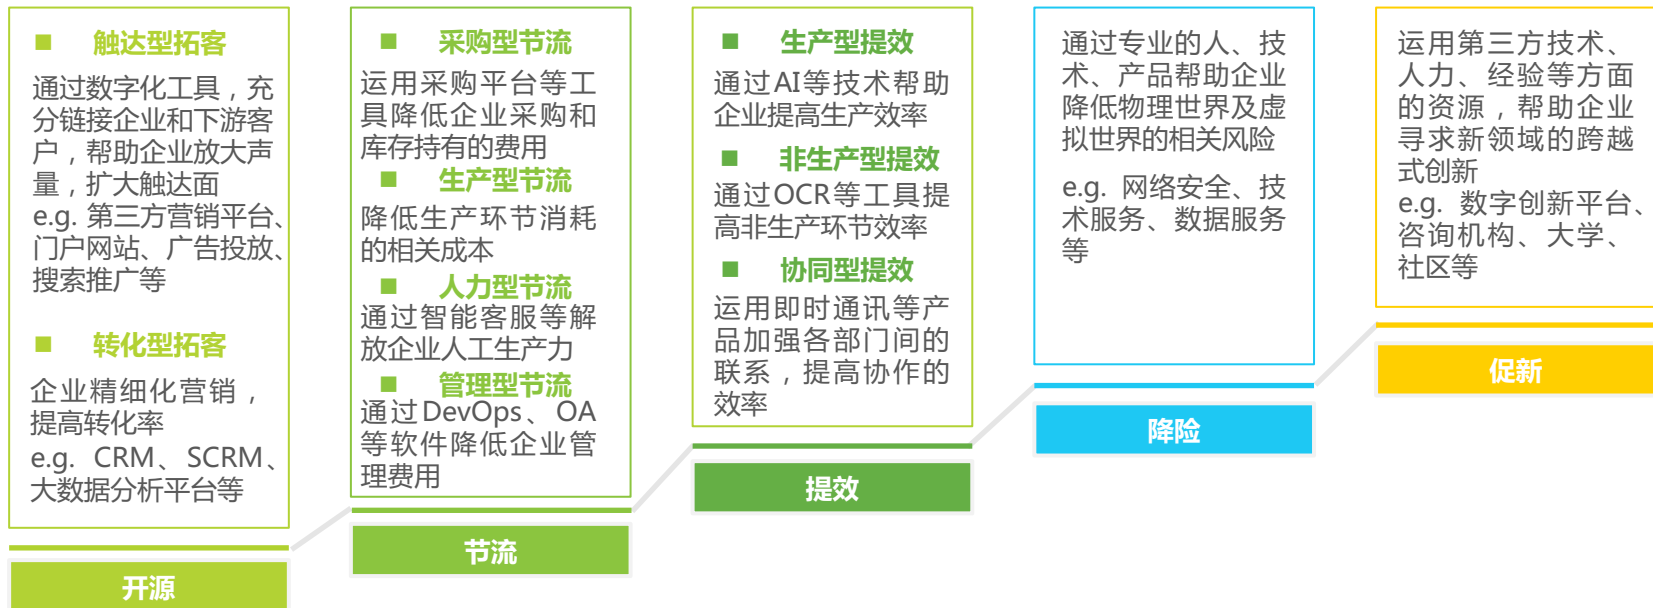 触达型拓客
通过数字化工具，充
分链接企业和下游客
户，帮助企业放大声
量，扩大触达面
e.g. 第三方营销平台、
门户网站、广告投放、
搜索推广等
转化型拓客
企业精细化营销，
提高转化率
e.g. CRM、SCRM、
大数据分析平台等
开源
采购型节流
运用采购平台等工
具降低企业采购和
库存持有的费用
生产型节流
降低生产环节消耗
的相关成本
人力型节流
通过智能客服等解
放企业人工生产力
管理型节流
通过DevOps、OA
等软件降低企业管
理费用
节流
生产型提效
通过AI等技术帮助
企业提高生产效率
非生产型提效
通过OCR等工具提
高非生产环节效率
协同型提效
运用即时通讯等产
品加强各部门间的
联系，提高协作的
效率
提效
通过专业的人、技
术、产品帮助企业
降低物理世界及虚
拟世界的相关风险
e.g. 网络安全、技
术服务、数据服务
等
降险
运用第三方技术、
人力、经验等方面
的资源，帮助企业
寻求新领域的跨越
式创新
e.g. 数字创新平台、
咨询机构、大学、
社区等
促新